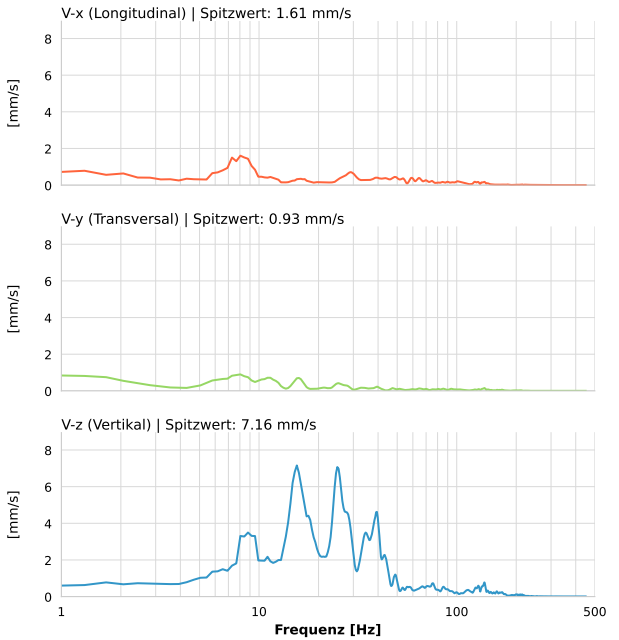 V-x (Longitudinal) | Spitzwert: 1.61 mm/s
8
6
[mm/s]
4
2
0
V-y (Transversal) | Spitzwert: 0.93 mm/s
8
6
[mm/s]
4
2
0
V-z (Vertikal) | Spitzwert: 7.16 mm/s
8
6
[mm/s]
4
2
0
1 10 100 500
Frequenz [Hz]